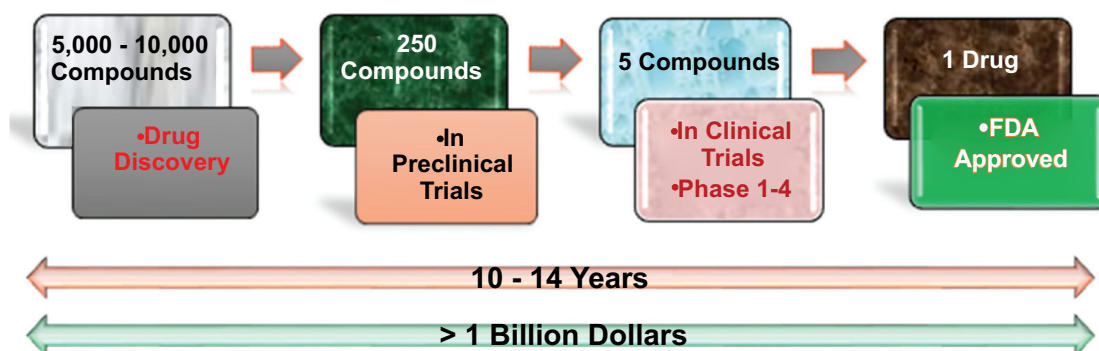 5,000 - 10,000
Compounds
•Drug
Discovery
250
Compounds
•In
Preclinical
Trials
5 Compounds
•In Clinical
Trials
•Phase 1-4
1 Drug
•FDA
Approved
10 - 14 Years
> 1 Billion Dollars